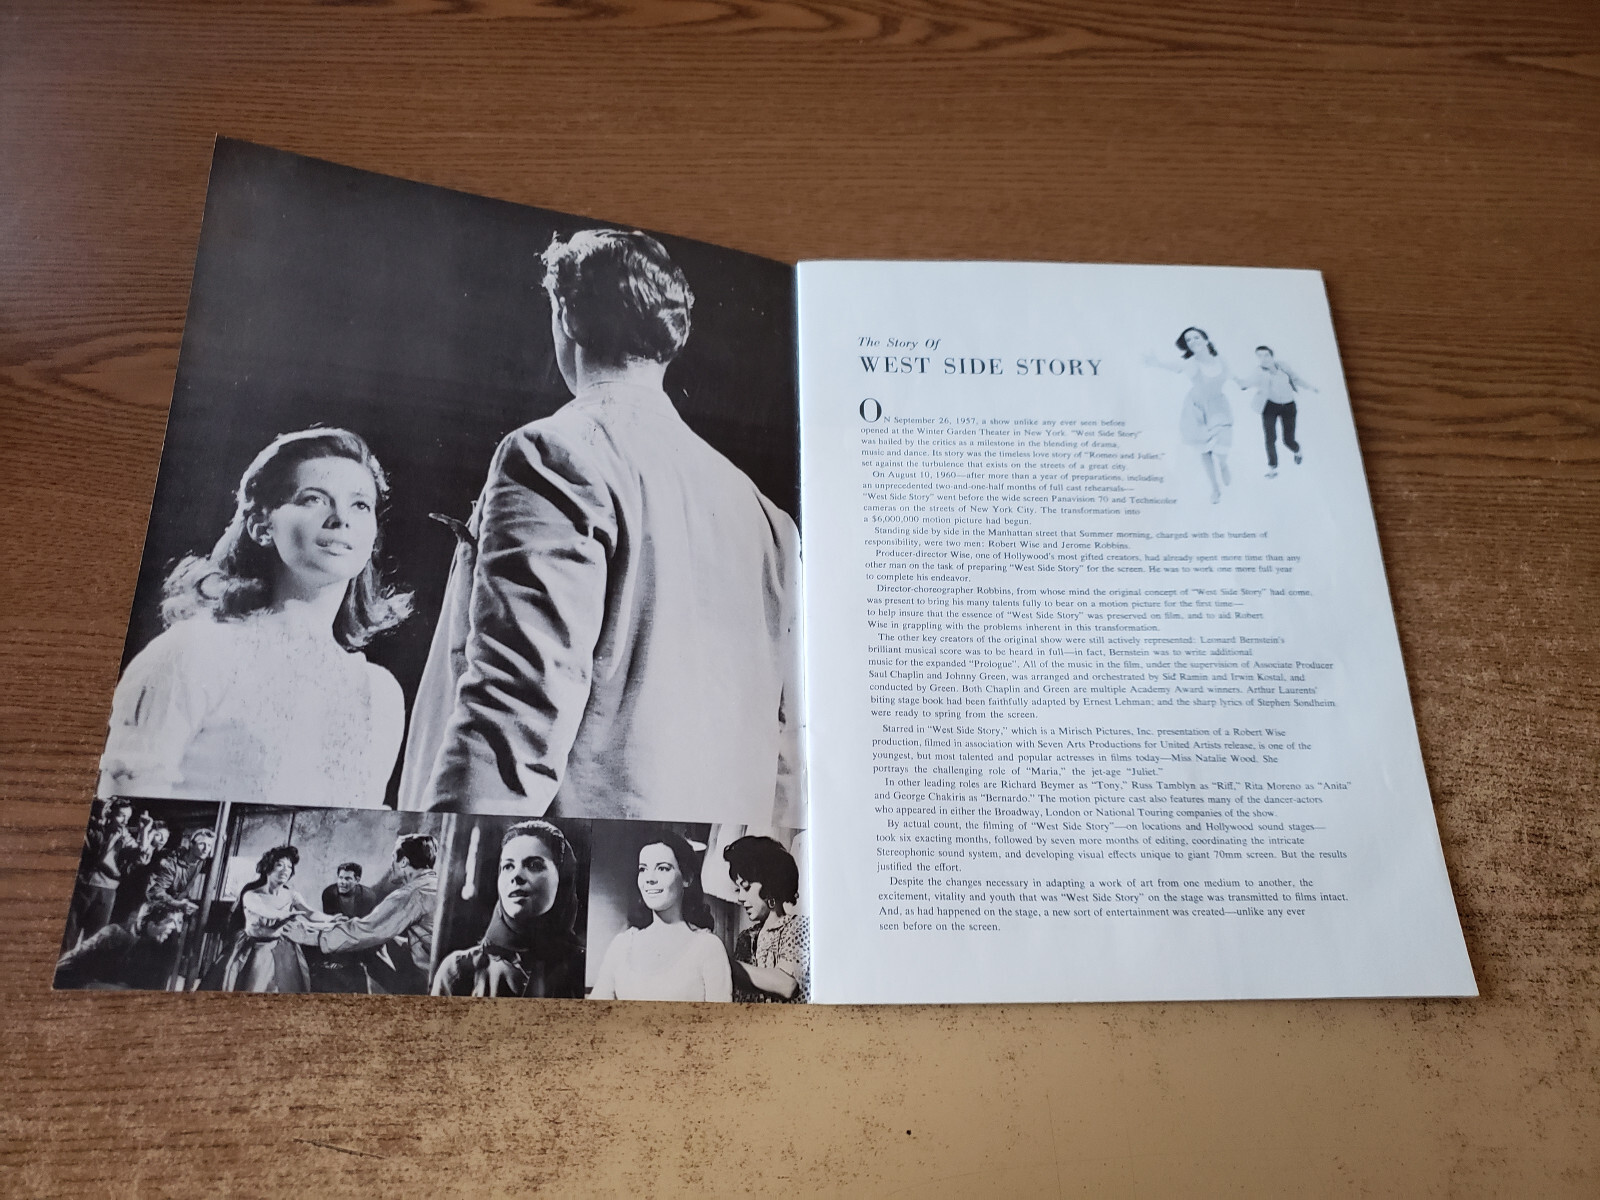 The Story Of
WEST SIDE STORY
ON September 26, 1957, a show unlike any ever seen before
opened at the Winter Garden Theater in New York. "West Side Story"
was hailed by the critics as a milestone in the blending of drama,
music and dance. Its story was the timeless love story of "Romeo and Juliet,"
set against the turbulence that exists on the streets of a great city.
On August 10, 1960—after more than a year of preparations, including
an unprecedented two-and-one-half months of full cast rehearsals—
"West Side Story" went before the wide screen Panavision 70 and Technicolor
cameras on the streets of New York City. The transformation into
a $6,000,000 motion picture had begun.
Standing side by side in the Manhattan street that Summer morning, charged with the burden of
responsibility, were two men: Robert Wise and Jerome Robbins.
Producer-director Wise, one of Hollywood's most gifted creators, had already spent more time than any
other man on the task of preparing "West Side Story" for the screen. He was to work one more full year
to complete his endeavor.
Director-choreographer Robbins, from whose mind the original concept of "West Side Story" had come,
was present to bring his many talents fully to bear on a motion picture for the first time—
to help insure that the essence of "West Side Story" was preserved on film, and to aid Robert
Wise in grappling with the problems inherent in this transformation.
The other key creators of the original show were still actively represented: Leonard Bernstein's
brilliant musical score was to be heard in full—in fact, Bernstein was to write additional
music for the expanded "Prologue". All of the music in the film, under the supervision of Associate Producer
Saul Chaplin and Johnny Green, was arranged and orchestrated by Sid Ramin and Irwin Kostal, and
conducted by Green. Both Chaplin and Green are multiple Academy Award winners. Arthur Laurents'
biting stage book had been faithfully adapted by Ernest Lehman; and the sharp lyrics of Stephen Sondheim
were ready to spring from the screen.
Starred in "West Side Story," which is a Mirisch Pictures, Inc. presentation of a Robert Wise
production, filmed in association with Seven Arts Productions for United Artists release, is one of the
youngest, but most talented and popular actresses in films today—Miss Natalie Wood. She
portrays the challenging role of "Maria," the jet-age "Juliet."
In other leading roles are Richard Beymer as "Tony," Russ Tamblyn as "Riff," Rita Moreno as "Anita"
and George Chakiris as "Bernardo." The motion picture cast also features many of the dancer-actors
who appeared in either the Broadway, London or National Touring companies of the show.
By actual count, the filming of "West Side Story"—on locations and Hollywood sound stages—
took six exacting months, followed by seven more months of editing, coordinating the intricate
Stereophonic sound system, and developing visual effects unique to giant 70mm screen. But the results
justified the effort.
Despite the changes necessary in adapting a work of art from one medium to another, the
excitement, vitality and youth that was "West Side Story" on the stage was transmitted to films intact.
And, as had happened on the stage, a new sort of entertainment was created—unlike any ever
seen before on the screen.